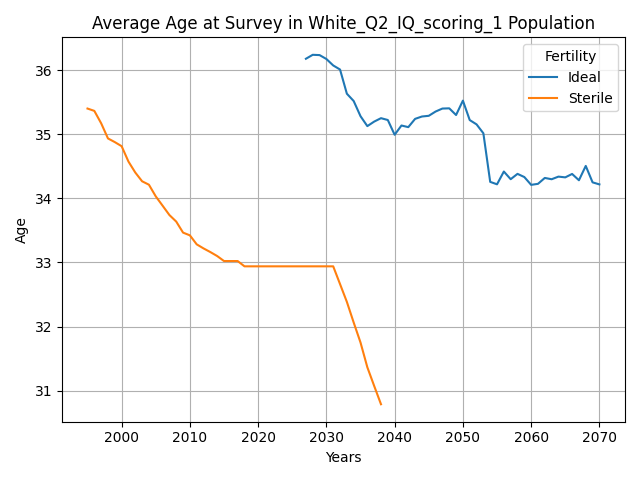 Average Age at Survey in White_Q2_IQ_scoring_1 Population
Fertility
Ideal
Sterile
Age
36
35
34
33
32
31
2000
2010
2020
2030
2040
2050
2060
2070
Years